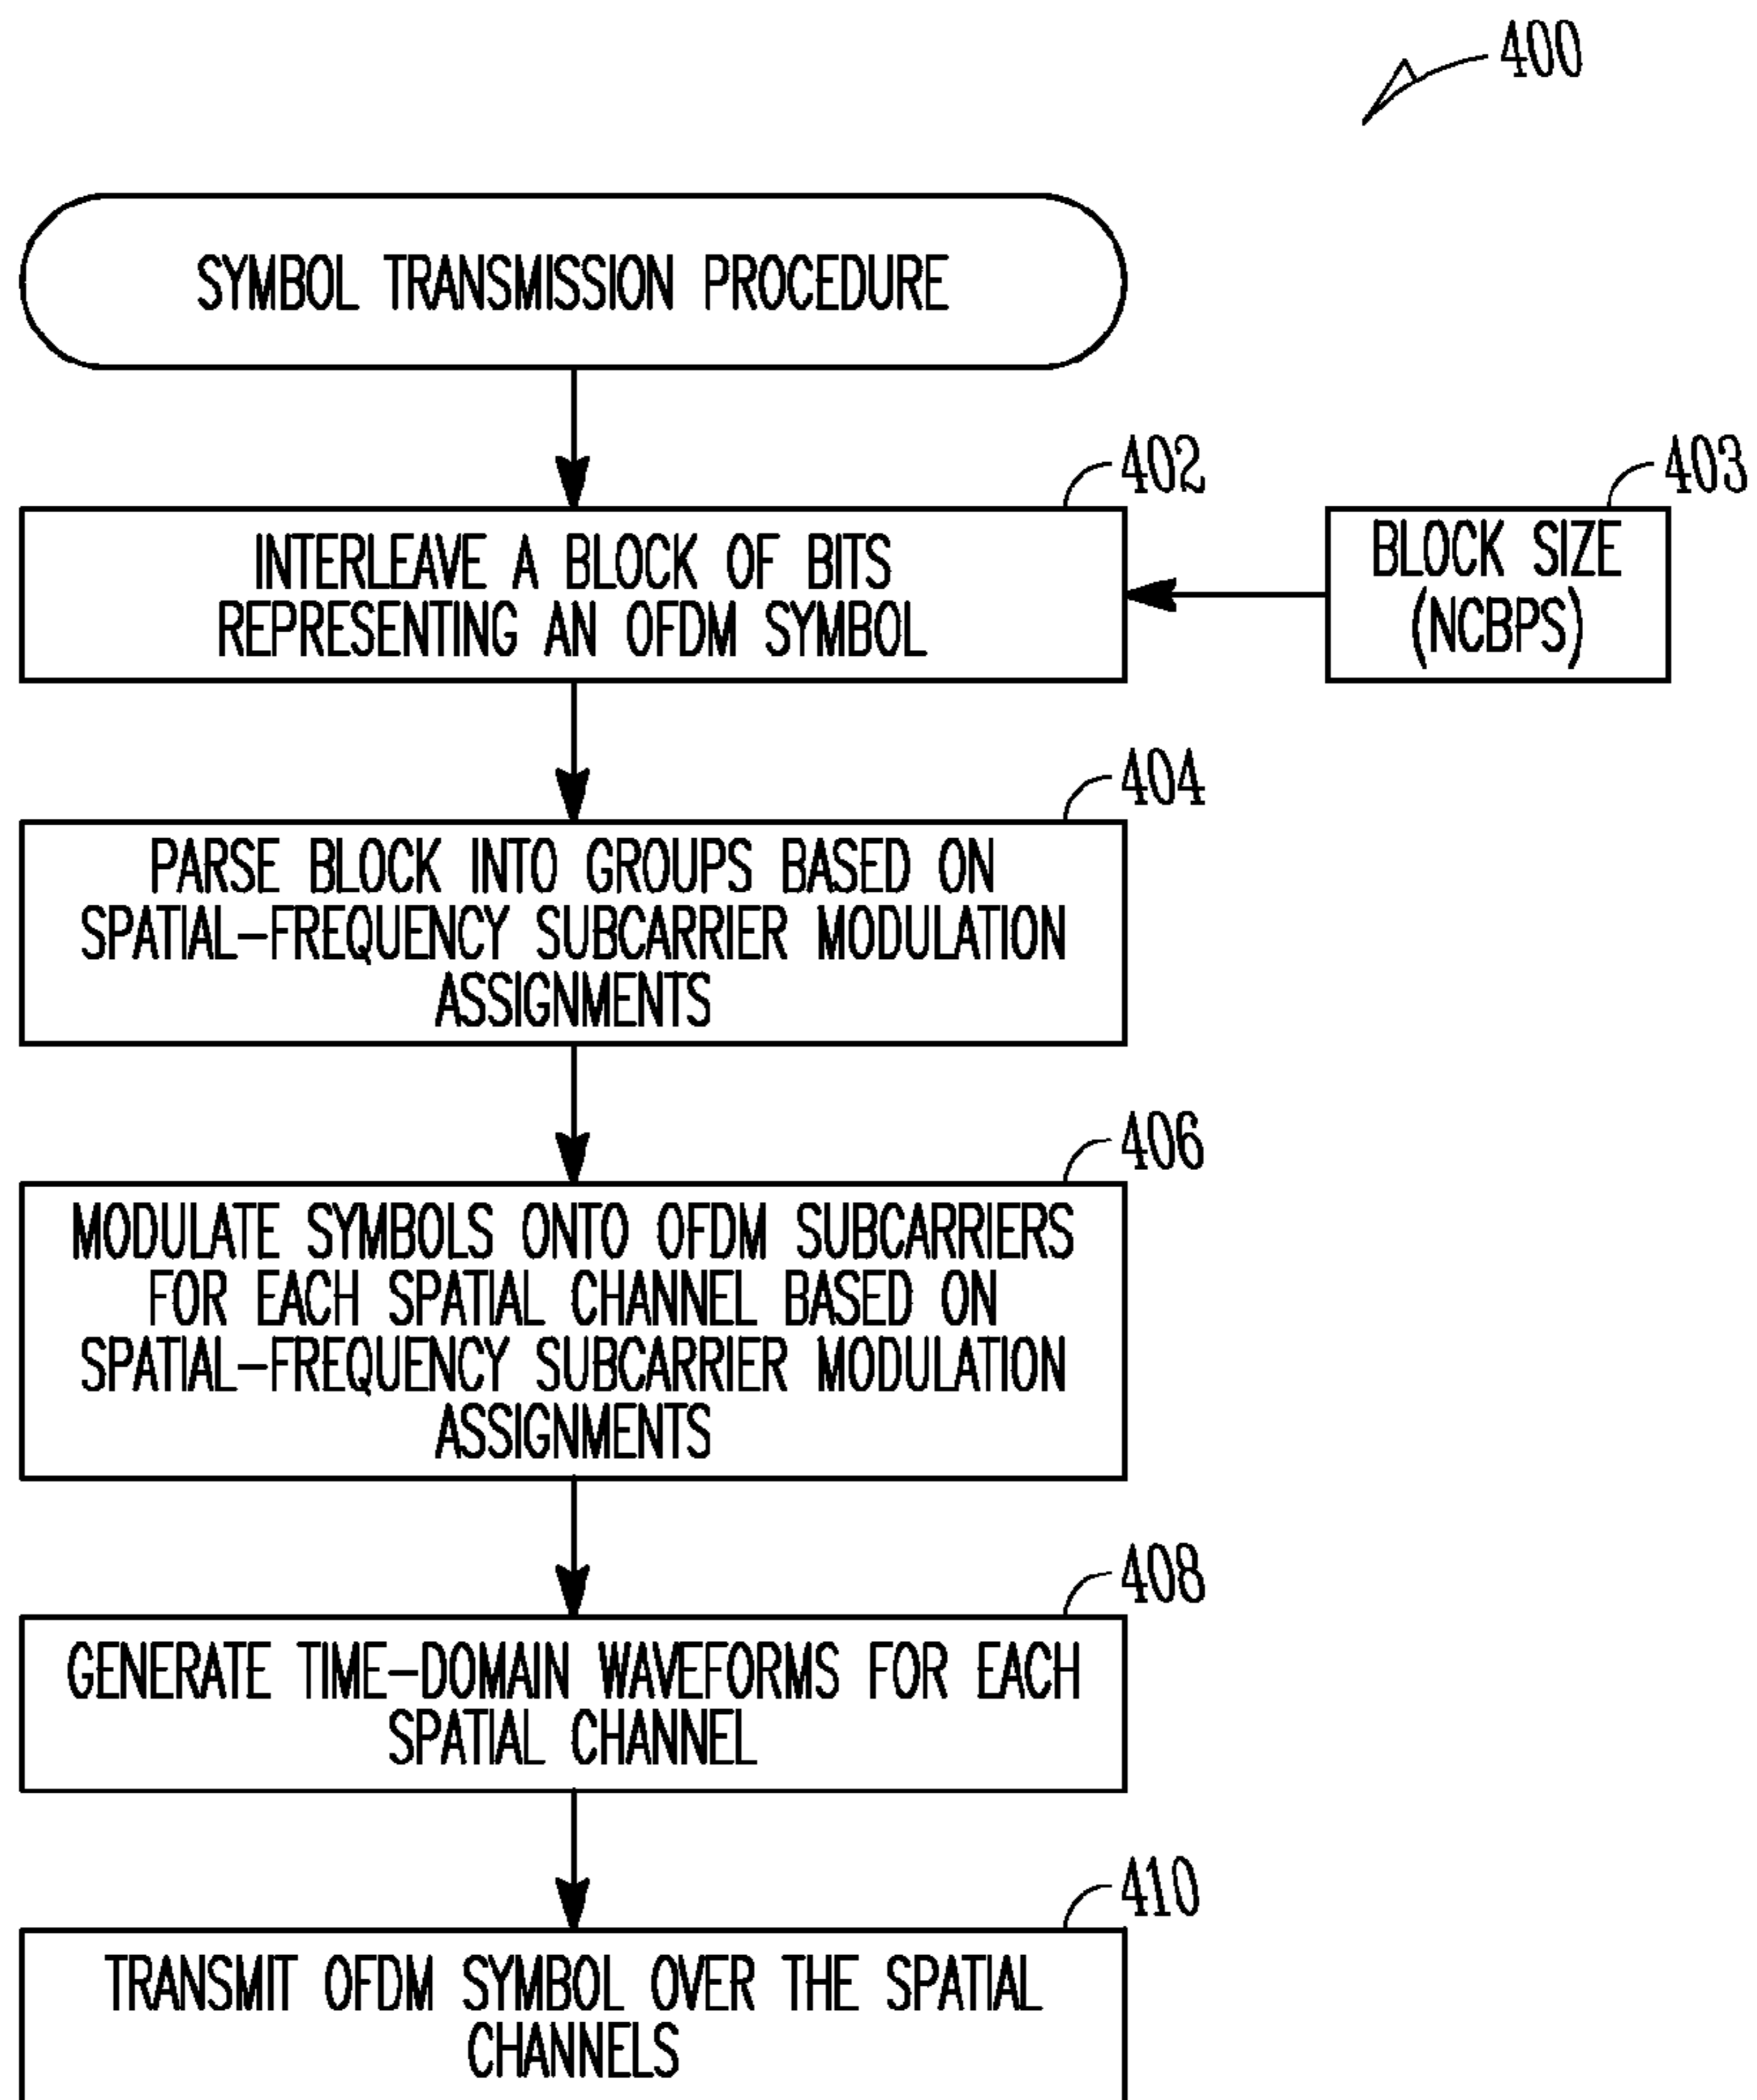 400
SYMBOL TRANSMISSION PROCEDURE
402
403
INTERLEAVE A BLOCK OF BITS
REPRESENTING AN OFDM SYMBOL
BLOCK SIZE
(NCBPS)
404
PARSE BLOCK INTO GROUPS BASED ON
SPATIAL-FREQUENCY SUBCARRIER MODULATION
ASSIGNMENTS
406
MODULATE SYMBOLS ONTO OFDM SUBCARRIERS
FOR EACH SPATIAL CHANNEL BASED ON
SPATIAL-FREQUENCY SUBCARRIER MODULATION
ASSIGNMENTS
408
GENERATE TIME-DOMAIN WAVEFORMS FOR EACH
SPATIAL CHANNEL
410
TRANSMIT OFDM SYMBOL OVER THE SPATIAL
CHANNELS